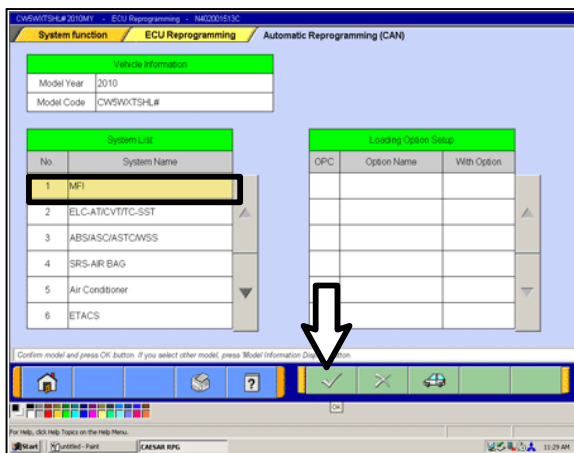 CW5WXTSHL# 2010MY - ECU Reprogramming - N402001513C
System function ECU Reprogramming Automatic Reprogramming (CAN)
Vehicle Information
Model Year 2010
Model Code CW5WXTSHL#
System List Loading Option Setup
No. System Name OPC Option Name With Option
1 MFI
2 ELC-AT/CVT/TC-SST
3 ABS/ASC/ASTC/WSS
4 SRS-AIR BAG
5 Air Conditioner
6 ETACS
Confirm model and press OK button. If you select other model, press 'Model Information Disp button.
?
OK
For Help, click Help Topics on the Help Menu.
Start untitled - Paint CAESAR RPG 11:29 AM